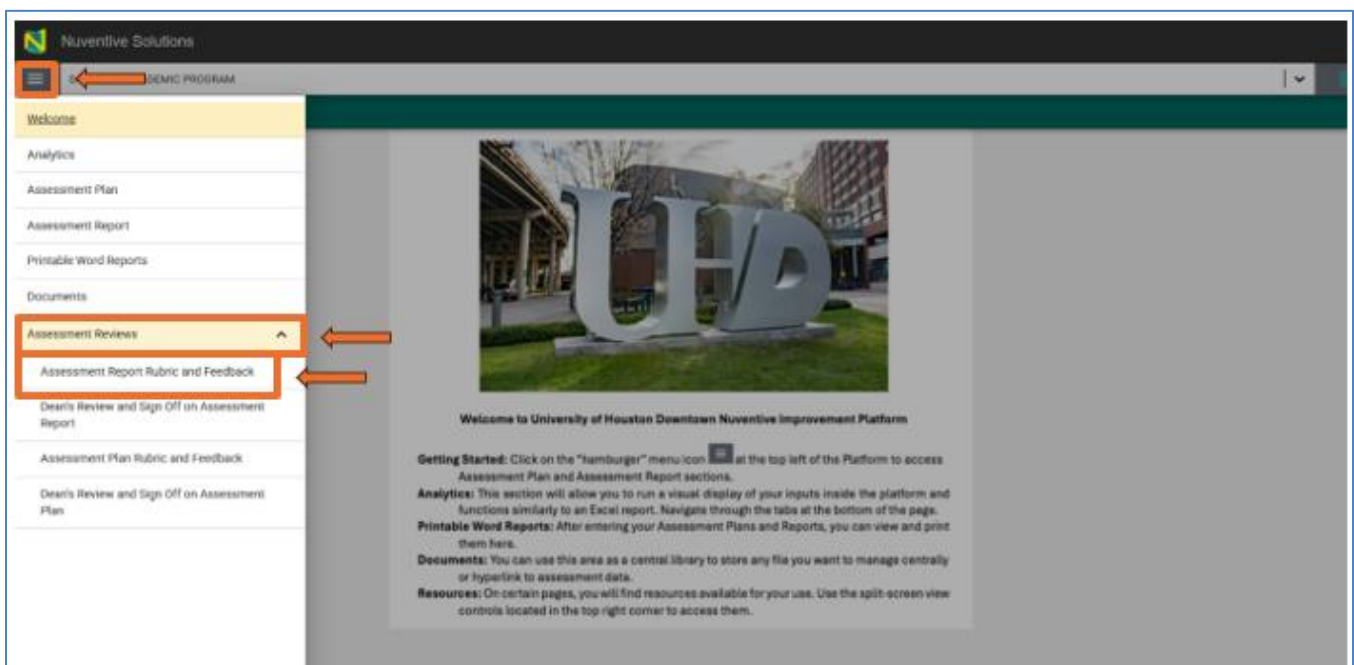 Nuventive Solutions
DEMIC PROGRAM
Welcome
Analytics
Assessment Plan
Assessment Report
Printable Word Reports
Documents
Assessment Reviews
Assessment Report Rubric and Feedback
Dean's Review and Sign Off on Assessment
Report
Assessment Plan Rubric and Feedback
Dean's Review and Sign Off on Assessment
Plan
UHD
Welcome to University of Houston Downtown Nuventive Improvement Platform
Getting Started: Click on the "hamburger" menu icon at the top left of the Platform to access
Assessment Plan and Assessment Report sections.
Analytics: This section will allow you to run a visual display of your inputs inside the platform and
functions similarly to an Excel report. Navigate through the tabs at the bottom of the page.
Printable Word Reports: After entering your Assessment Plans and Reports, you can view and print
them here.
Documents: You can use this area as a central library to store any file you want to manage centrally
or hyperlink to assessment data.
Resources: On certain pages, you will find resources available for your use. Use the split-screen view
controls located in the top right corner to access them.